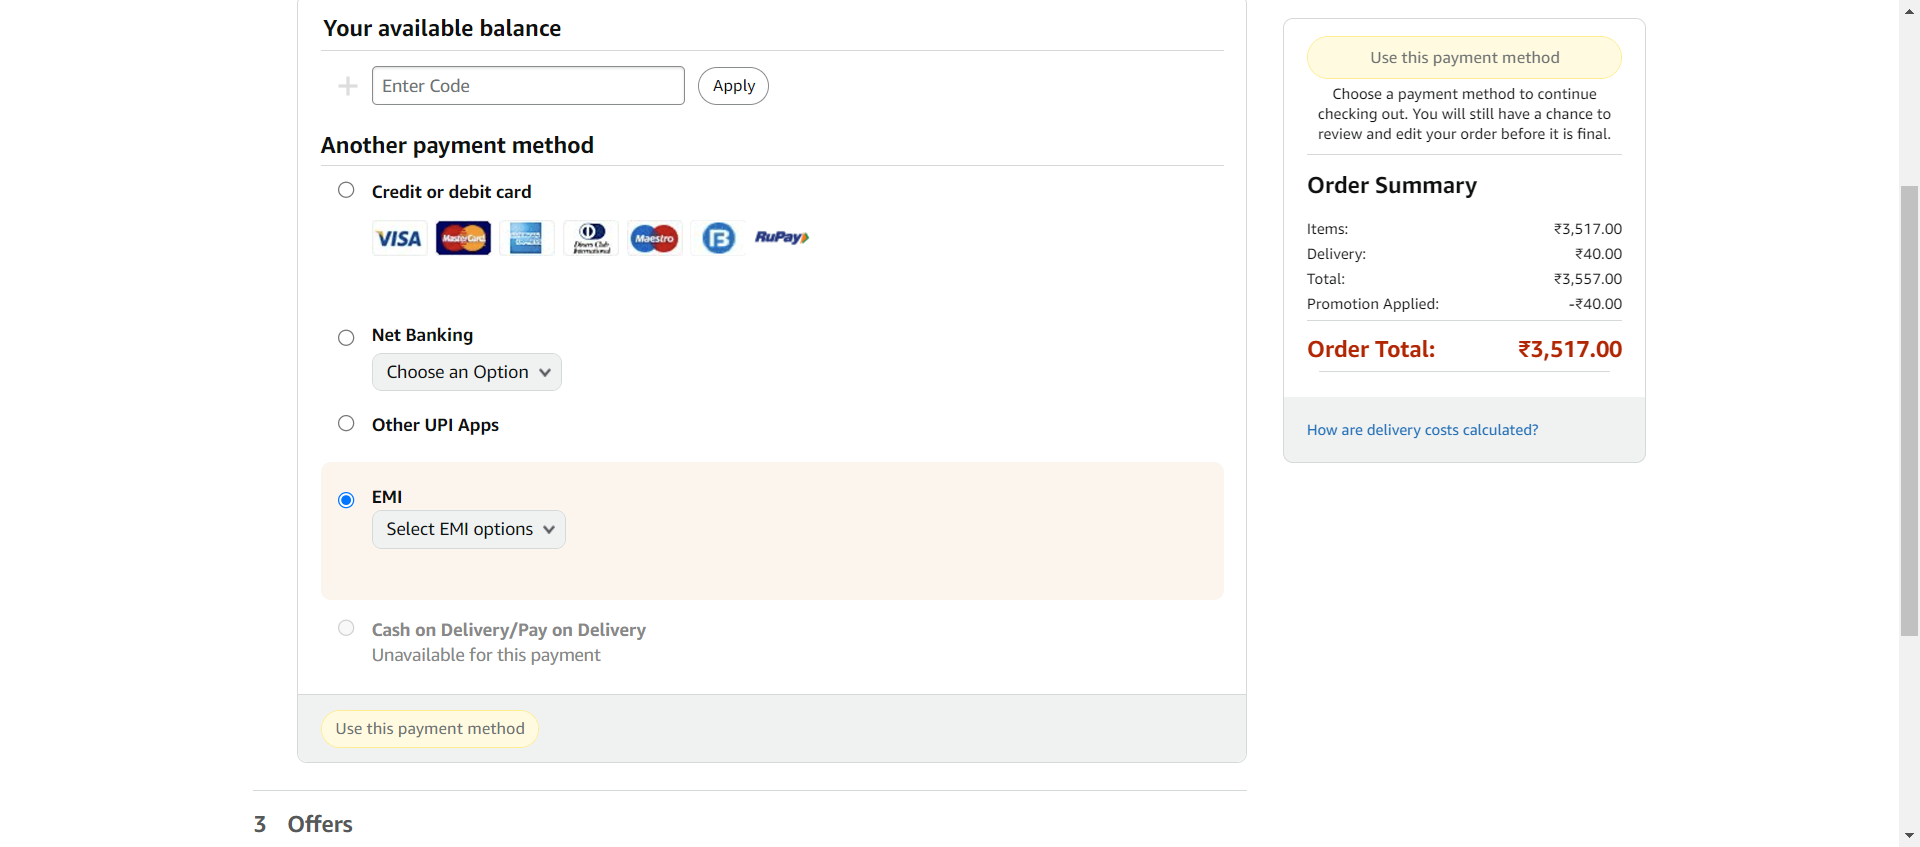 Your available balance
Enter Code
Apply
Another payment method
Credit or debit card
VISA MasterCard AMERICAN EXPRESS Diners Club International Maestro B RuPay
Net Banking
Choose an Option
Other UPI Apps
EMI
Select EMI options
Cash on Delivery/Pay on Delivery
Unavailable for this payment
Use this payment method
3 Offers
Use this payment method
Choose a payment method to continue
checking out. You will still have a chance to
review and edit your order before it is final.
Order Summary
Items: ₹3,517.00
Delivery: ₹40.00
Total: ₹3,557.00
Promotion Applied: -₹40.00
Order Total: ₹3,517.00
How are delivery costs calculated?